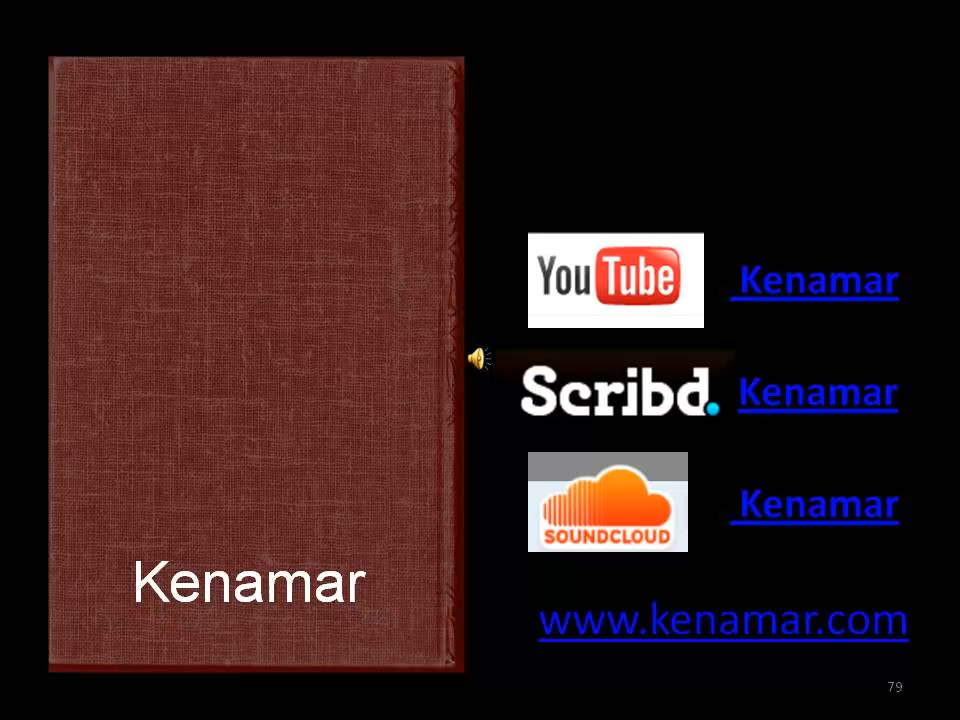 Kenamar
YouTube Kenamar
Scribd. Kenamar
SOUNDCLOUD Kenamar
www.kenamar.com
79